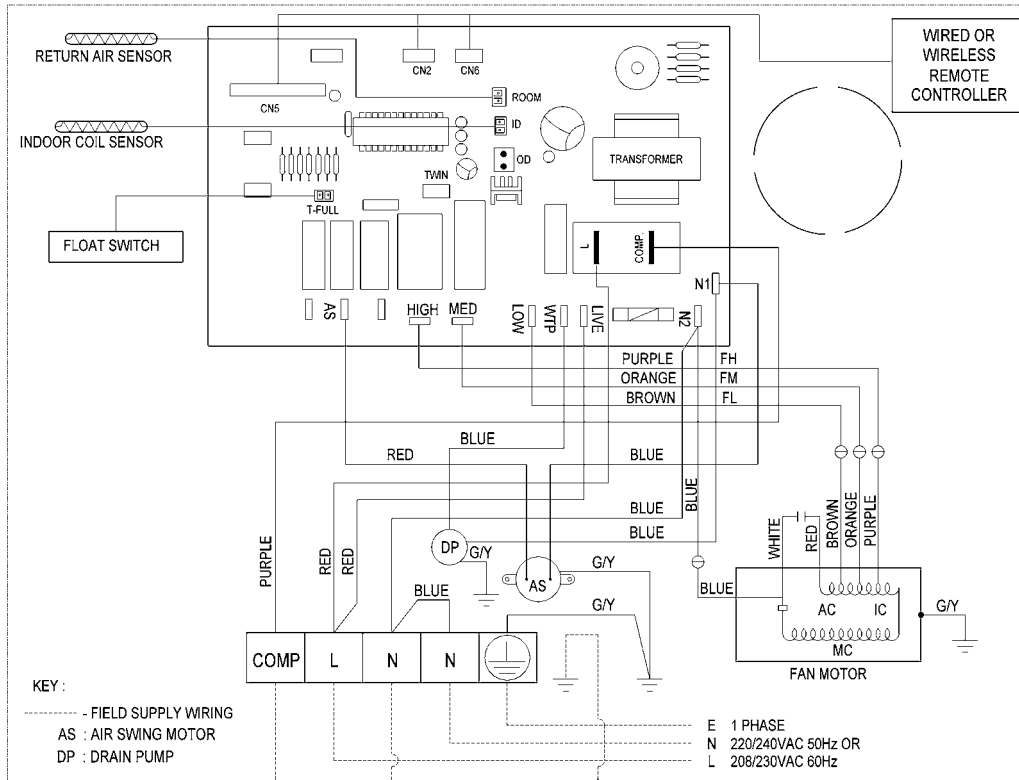 RETURN AIR SENSOR
CN2
CN6
WIRED OR
WIRELESS
REMOTE
CONTROLLER
CN5
ROOM
INDOOR COIL SENSOR
ID
OD
TRANSFORMER
TWIN
T-FULL
FLOAT SWITCH
L
COMP.
N1
AS
HIGH
MED
LOW
WTP
LIVE
N2
PURPLE FH
ORANGE FM
BROWN FL
BLUE
RED
BLUE
BLUE
BLUE
BLUE
WHITE
RED
BROWN
ORANGE
PURPLE
PURPLE
RED
RED
DP
G/Y
AS
G/Y
BLUE
BLUE
G/Y
AC
IC
MC
G/Y
FAN MOTOR
COMP L N N
KEY :
- FIELD SUPPLY WIRING
AS : AIR SWING MOTOR
DP : DRAIN PUMP
E 1 PHASE
N 220/240VAC 50Hz OR
L 208/230VAC 60Hz